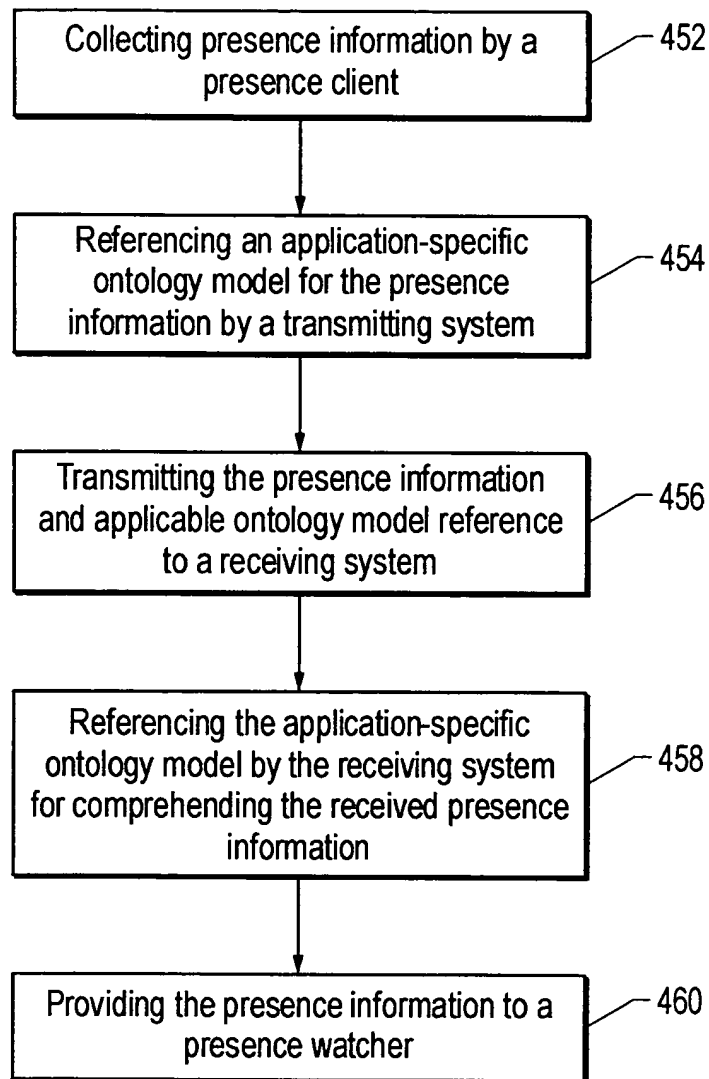 Collecting presence information by a
presence client
452
Referencing an application-specific
ontology model for the presence
information by a transmitting system
454
Transmitting the presence information
and applicable ontology model reference
to a receiving system
456
Referencing the application-specific
ontology model by the receiving system
for comprehending the received presence
information
458
Providing the presence information to a
presence watcher
460